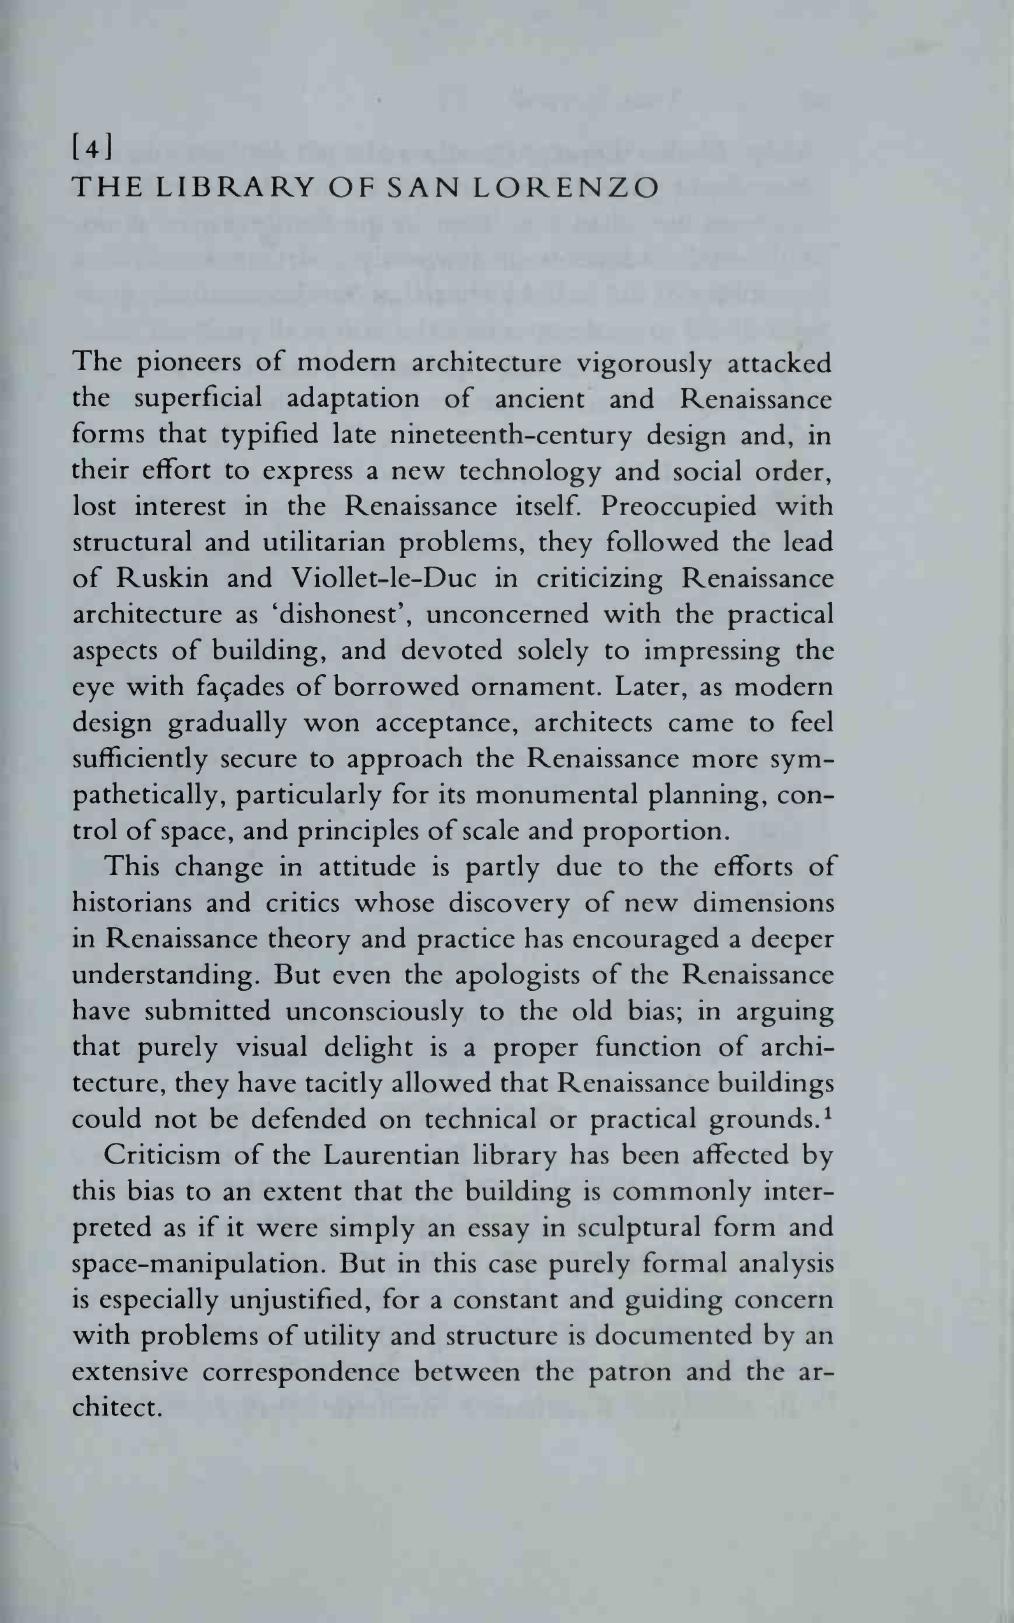 [4]
THE LIBRARY OF SAN LORENZO
The pioneers of modern architecture vigorously attacked
the superficial adaptation of ancient and Renaissance
forms that typified late nineteenth-century design and, in
their effort to express a new technology and social order,
lost interest in the Renaissance itself. Preoccupied with
structural and utilitarian problems, they followed the lead
of Ruskin and Viollet-le-Duc in criticizing Renaissance
architecture as ‘dishonest’, unconcerned with the practical
aspects of building, and devoted solely to impressing the
eye with façades of borrowed ornament. Later, as modern
design gradually won acceptance, architects came to feel
sufficiently secure to approach the Renaissance more sym-
pathetically, particularly for its monumental planning, con-
trol of space, and principles of scale and proportion.
This change in attitude is partly due to the efforts of
historians and critics whose discovery of new dimensions
in Renaissance theory and practice has encouraged a deeper
understanding. But even the apologists of the Renaissance
have submitted unconsciously to the old bias; in arguing
that purely visual delight is a proper function of archi-
tecture, they have tacitly allowed that Renaissance buildings
could not be defended on technical or practical grounds.¹
Criticism of the Laurentian library has been affected by
this bias to an extent that the building is commonly inter-
preted as if it were simply an essay in sculptural form and
space-manipulation. But in this case purely formal analysis
is especially unjustified, for a constant and guiding concern
with problems of utility and structure is documented by an
extensive correspondence between the patron and the ar-
chitect.